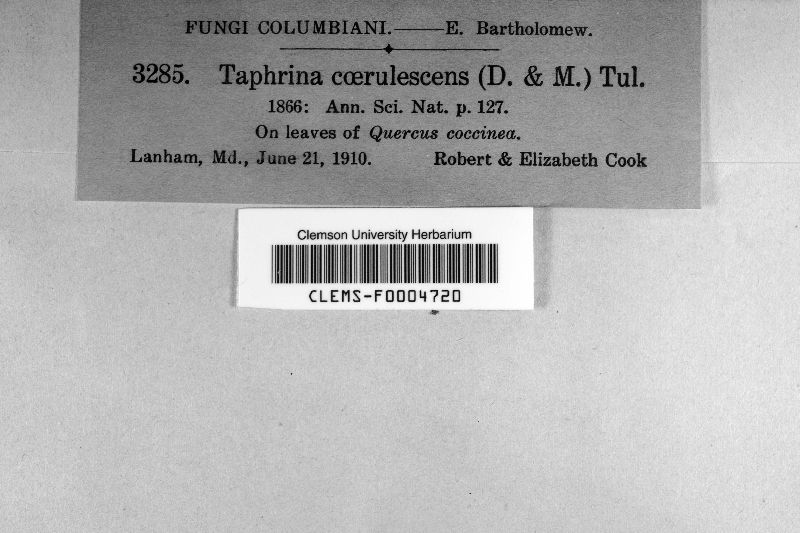 FUNGI COLUMBIANI.——E. Bartholomew.
3285. Taphrina cœrulescens (D. & M.) Tul.
1866: Ann. Sci. Nat. p. 127.
On leaves of Quercus coccinea.
Lanham, Md., June 21, 1910. Robert & Elizabeth Cook
Clemson University Herbarium
CLEMS-F0004720